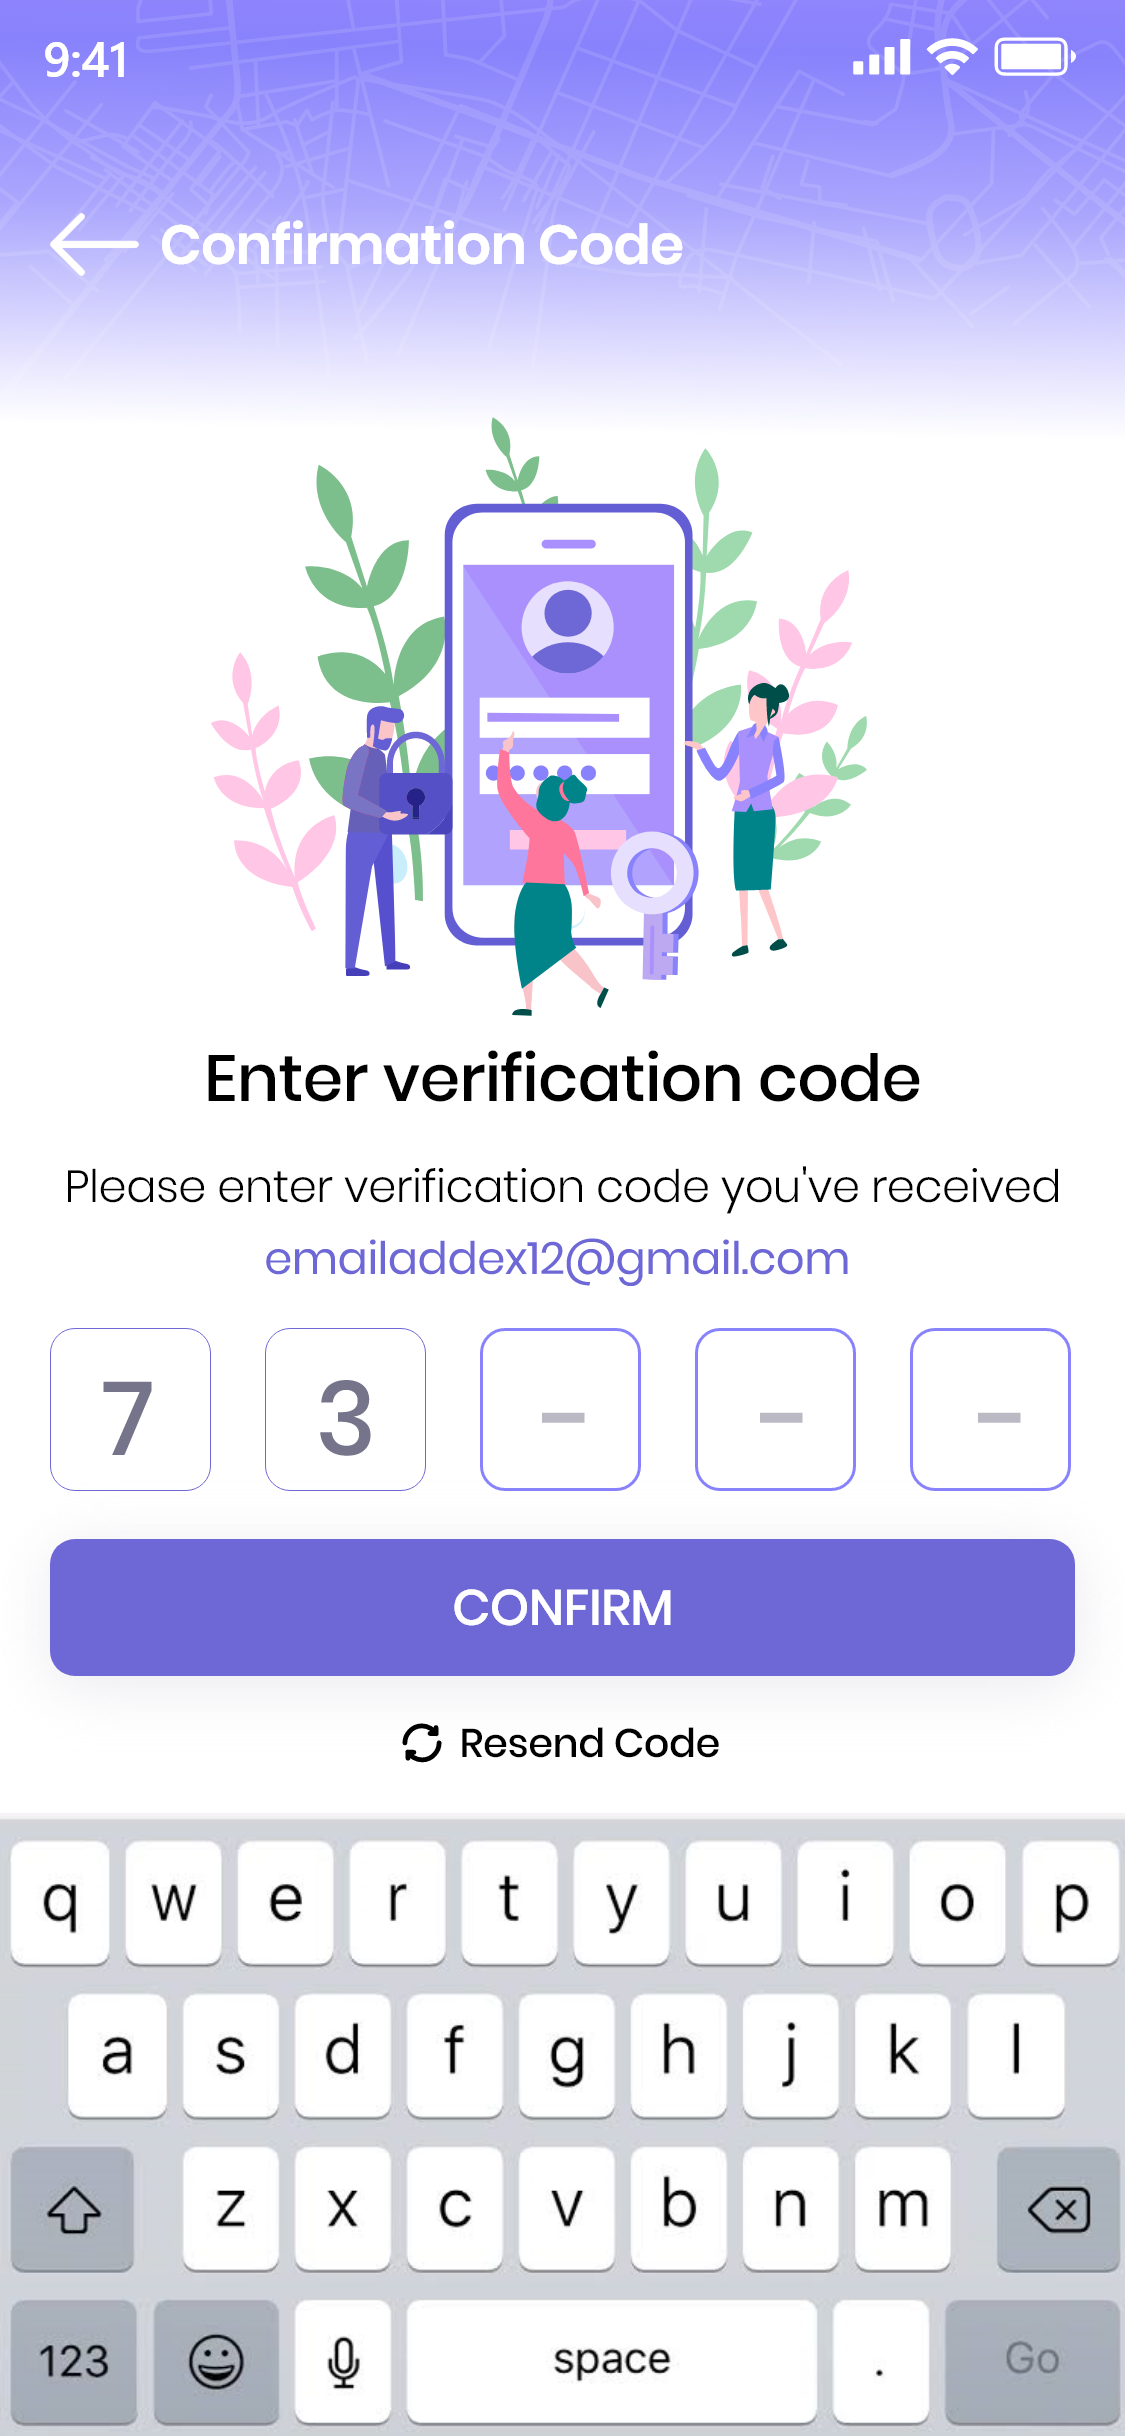 9:41
Confirmation Code
Enter verification code
Please enter verification code you've received
emailaddex12@gmail.com
7 3 – – –
CONFIRM
Resend Code
q w e r t y u i o p
a s d f g h j k l
z x c v b n m
123 space . Go